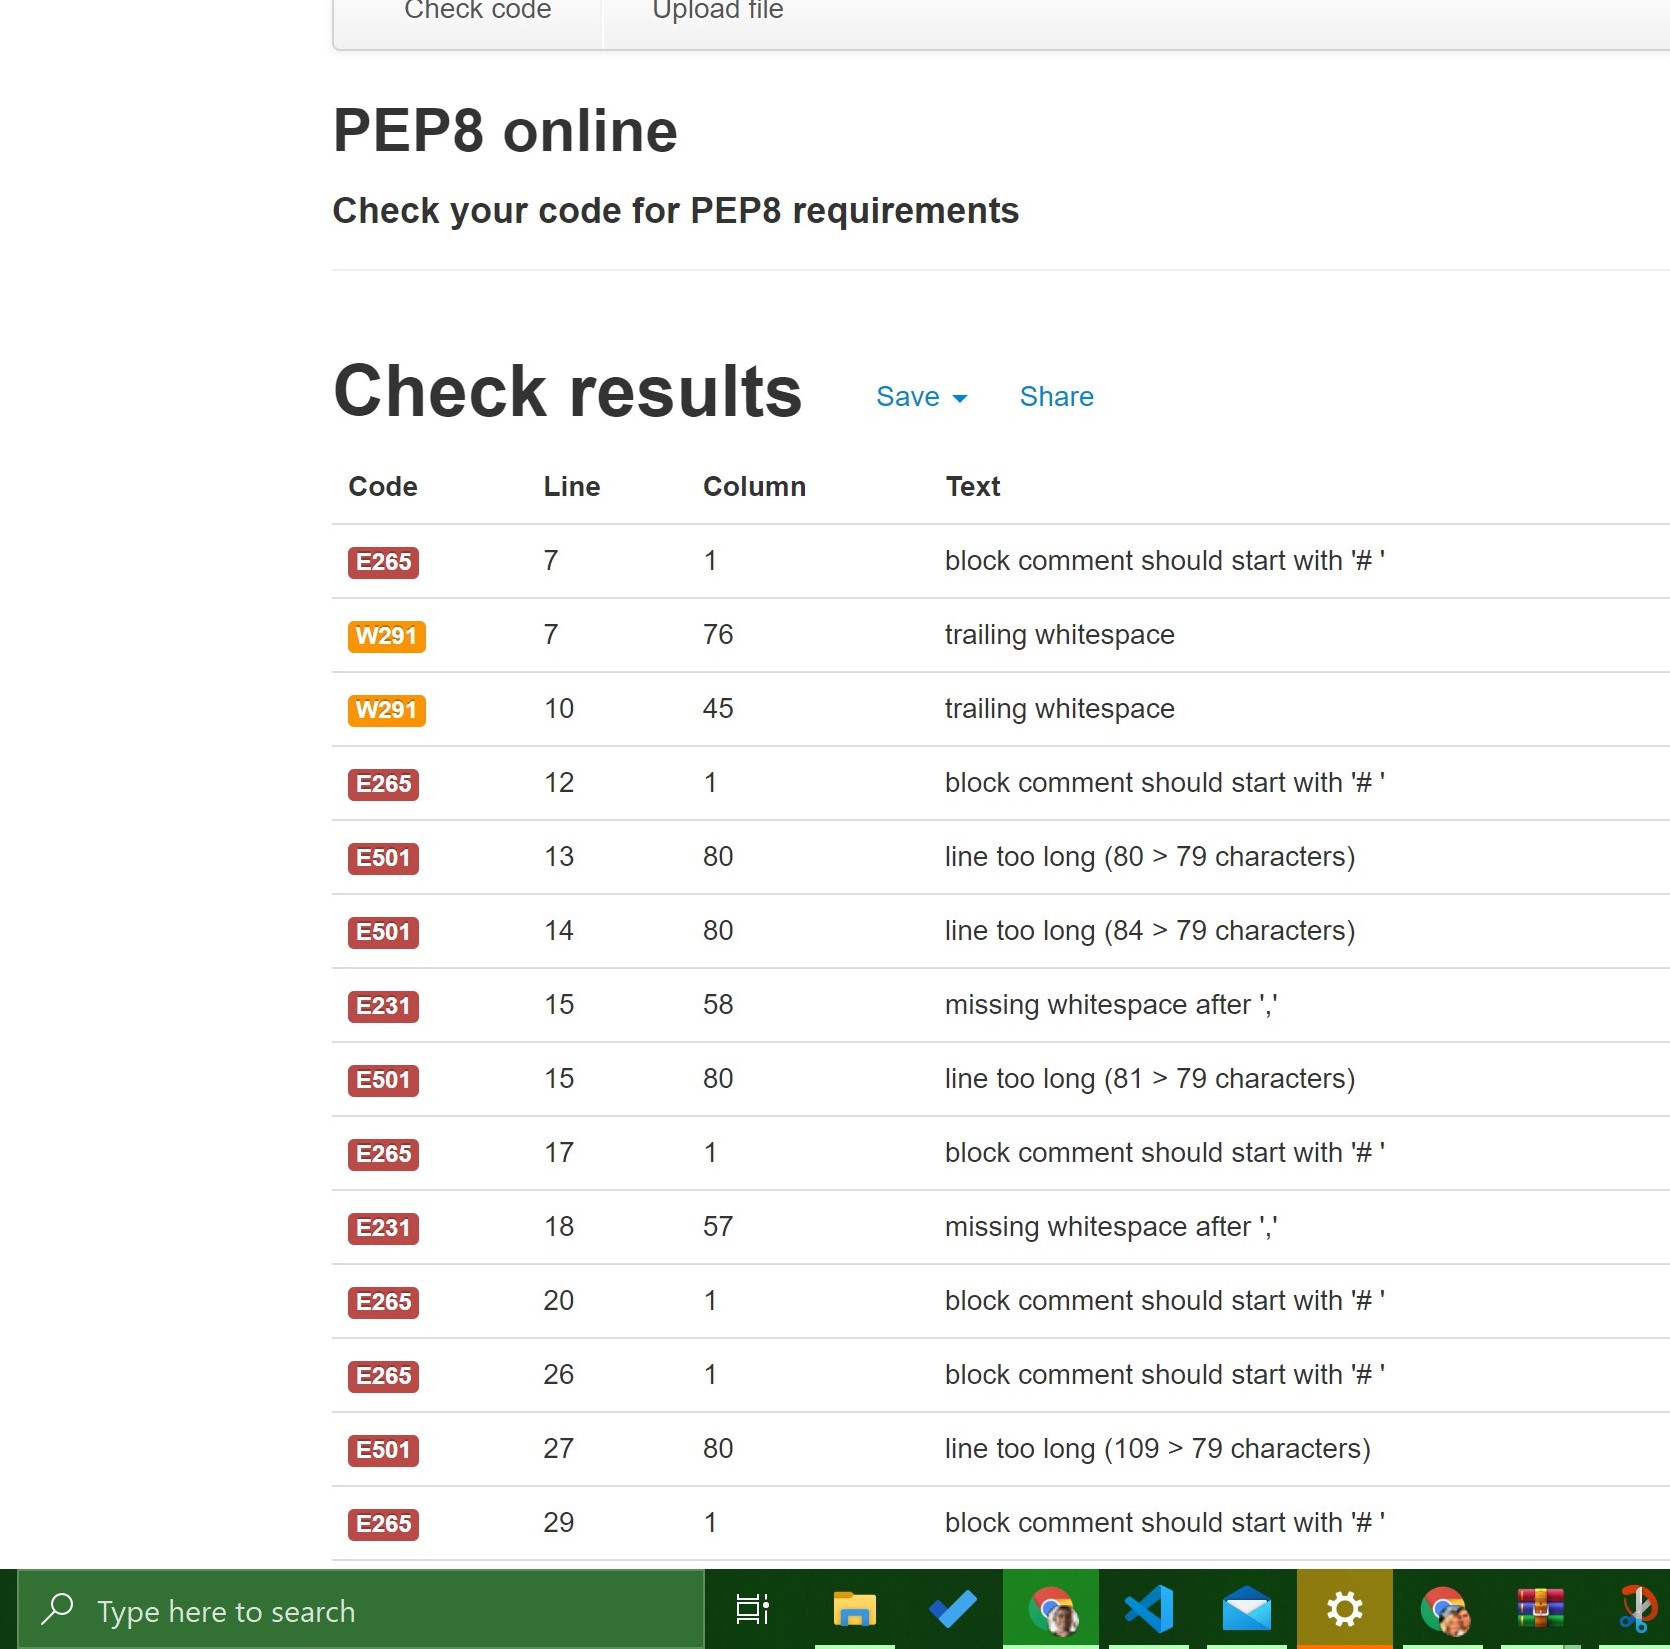 Check code Upload file
PEP8 online
Check your code for PEP8 requirements
Check results Save Share
Code Line Column Text
E265 7 1 block comment should start with '# '
W291 7 76 trailing whitespace
W291 10 45 trailing whitespace
E265 12 1 block comment should start with '# '
E501 13 80 line too long (80 > 79 characters)
E501 14 80 line too long (84 > 79 characters)
E231 15 58 missing whitespace after ','
E501 15 80 line too long (81 > 79 characters)
E265 17 1 block comment should start with '# '
E231 18 57 missing whitespace after ','
E265 20 1 block comment should start with '# '
E265 26 1 block comment should start with '# '
E501 27 80 line too long (109 > 79 characters)
E265 29 1 block comment should start with '# '
Type here to search